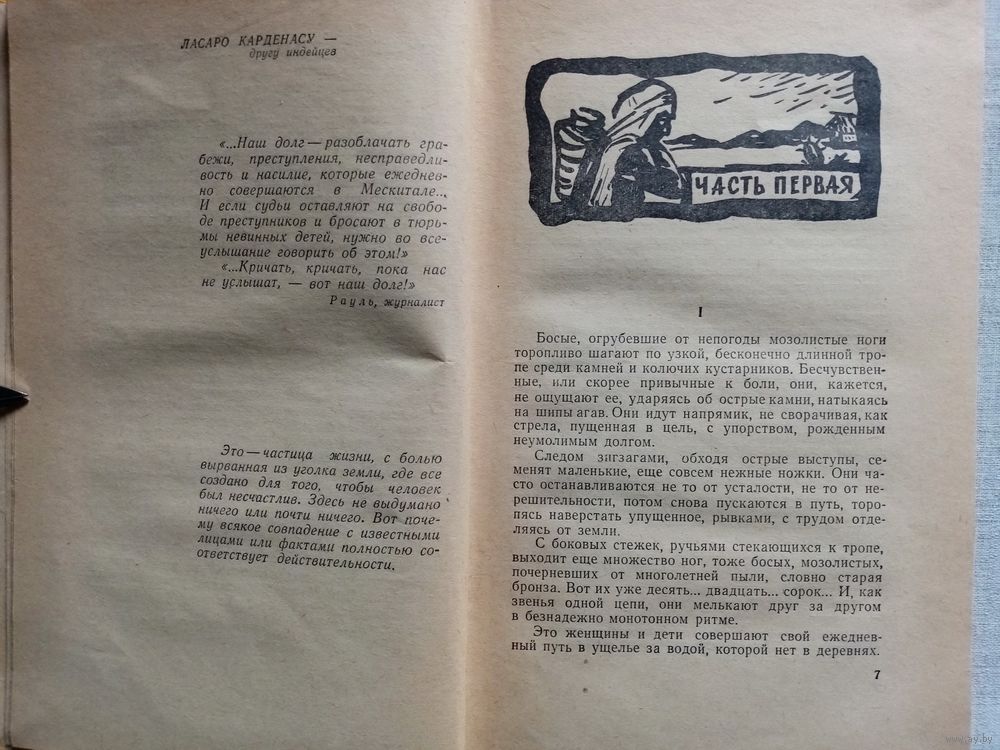 ЛАСАРО КАРДЕНАСУ —
другу индейцев
«...Наш долг — разоблачать гра-
бежи, преступления, несправедли-
вость и насилие, которые ежеднев-
но совершаются в Мескитале...
И если судьи оставляют на свобо-
де преступников и бросают в тюрь-
мы невинных детей, нужно во все-
услышание говорить об этом!»
«...Кричать, кричать, пока нас
не услышат, — вот наш долг!»
Рауль, журналист
Это — частица жизни, с болью
вырванная из уголка земли, где все
создано для того, чтобы человек
был несчастлив. Здесь не выдумано
ничего или почти ничего. Вот поче-
му всякое совпадение с известными
лицами или фактами полностью со-
ответствует действительности.
ЧАСТЬ ПЕРВАЯ
I
Босые, огрубевшие от непогоды мозолистые ноги
торопливо шагают по узкой, бесконечно длинной тро-
пе среди камней и колючих кустарников. Бесчувствен-
ные, или скорее привычные к боли, они, кажется,
не ощущают ее, ударяясь об острые камни, натыкаясь
на шипы агав. Они идут напрямик, не сворачивая, как
стрела, пущенная в цель, с упорством, рожденным
неумолимым долгом.
Следом зигзагами, обходя острые выступы, се-
менят маленькие, еще совсем нежные ножки. Они ча-
сто останавливаются не то от усталости, не то от не-
решительности, потом снова пускаются в путь, торо-
пясь наверстать упущенное, рывками, с трудом отде-
ляясь от земли.
С боковых стежек, ручьями стекающихся к тропе,
выходит еще множество ног, тоже босых, мозолистых,
почерневших от многолетней пыли, словно старая
бронза. Вот их уже десять... двадцать... сорок... И, как
звенья одной цепи, они мелькают друг за другом
в безнадежно монотонном ритме.
Это женщины и дети совершают свой ежеднев-
ный путь в ущелье за водой, которой нет в деревнях.
7
ay.by